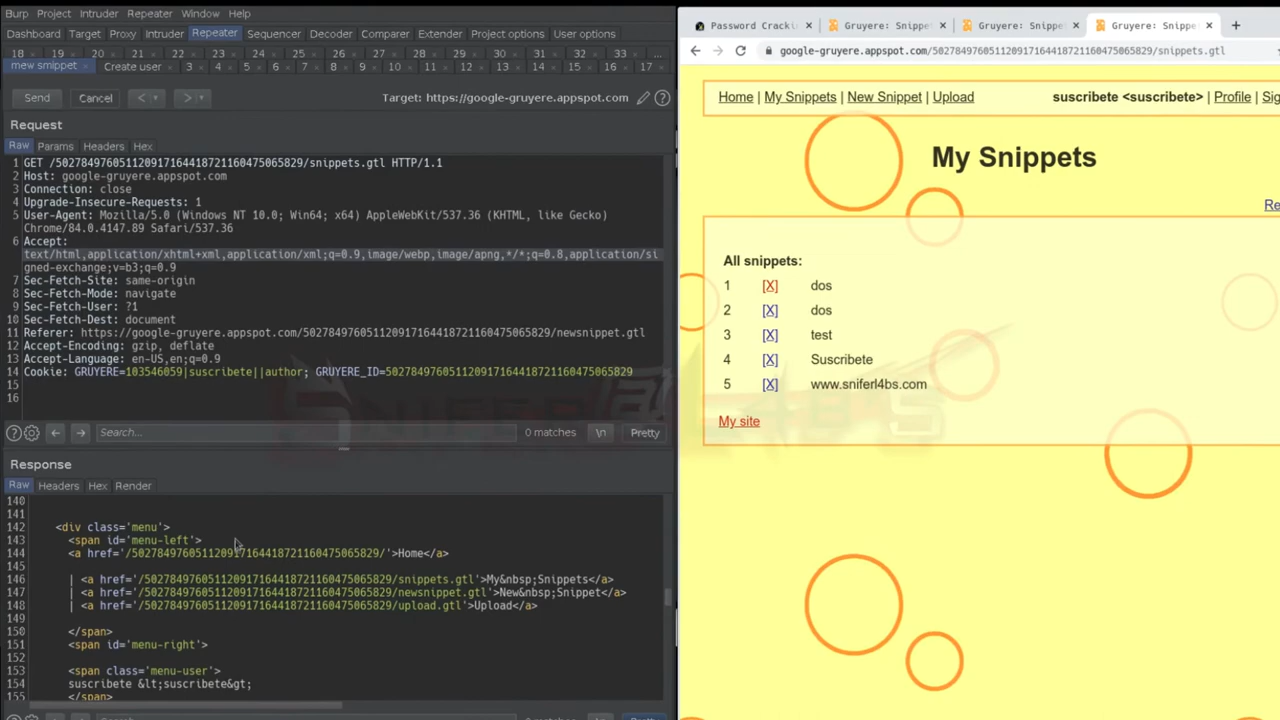 Burp Project Intruder Repeater Window Help
Dashboard Target Proxy Intruder Repeater Sequencer Decoder Comparer Extender Project options User options
18 × 19 × 20 × 21 × 22 × 23 × 24 × 25 × 26 × 27 × 28 × 29 × 30 × 31 × 32 × 33 × ...
mew smippet × Create user × 3 × 4 × 5 × 6 × 7 × 8 × 9 × 10 × 11 × 12 × 13 × 14 × 15 × 16 × 17 ×
Send Cancel < > Target: https://google-gruyere.appspot.com ?
Request
Raw Params Headers Hex
1 GET /502784976051120917164418721160475065829/snippets.gtl HTTP/1.1
2 Host: google-gruyere.appspot.com
3 Connection: close
4 Upgrade-Insecure-Requests: 1
5 User-Agent: Mozilla/5.0 (Windows NT 10.0; Win64; x64) AppleWebKit/537.36 (KHTML, like Gecko)
Chrome/84.0.4147.89 Safari/537.36
6 Accept:
text/html,application/xhtml+xml,application/xml;q=0.9,image/webp,image/apng,*/*;q=0.8,application/si
gned-exchange;v=b3;q=0.9
7 Sec-Fetch-Site: same-origin
8 Sec-Fetch-Mode: navigate
9 Sec-Fetch-User: ?1
10 Sec-Fetch-Dest: document
11 Referer: https://google-gruyere.appspot.com/502784976051120917164418721160475065829/newsnippet.gtl
12 Accept-Encoding: gzip, deflate
13 Accept-Language: en-US,en;q=0.9
14 Cookie: GRUYERE=103546059|suscribete||author; GRUYERE_ID=502784976051120917164418721160475065829
15
16
? Search... 0 matches \n Pretty
Response
Raw Headers Hex Render
140
141
142 <div class='menu'>
143 <span id='menu-left'>
144 <a href='/502784976051120917164418721160475065829/'>Home</a>
145
146 | <a href='/502784976051120917164418721160475065829/snippets.gtl'>My&nbsp;Snippets</a>
147 | <a href='/502784976051120917164418721160475065829/newsnippet.gtl'>New&nbsp;Snippet</a>
148 | <a href='/502784976051120917164418721160475065829/upload.gtl'>Upload</a>
149
150 </span>
151 <span id='menu-right'>
152
153 <span class='menu-user'>
154 suscribete &lt;suscribete&gt;
155 </span>
Password Cracki × Gruyere: Snippe × Gruyere: Snippe × Gruyere: Snippe × +
google-gruyere.appspot.com/502784976051120917164418721160475065829/snippets.gtl
Home | My Snippets | New Snippet | Upload suscribete <suscribete> | Profile | Sig
My Snippets
Re
All snippets:
1 [X] dos
2 [X] dos
3 [X] test
4 [X] Suscribete
5 [X] www.sniferl4bs.com
My site
SNIFERL4B'S